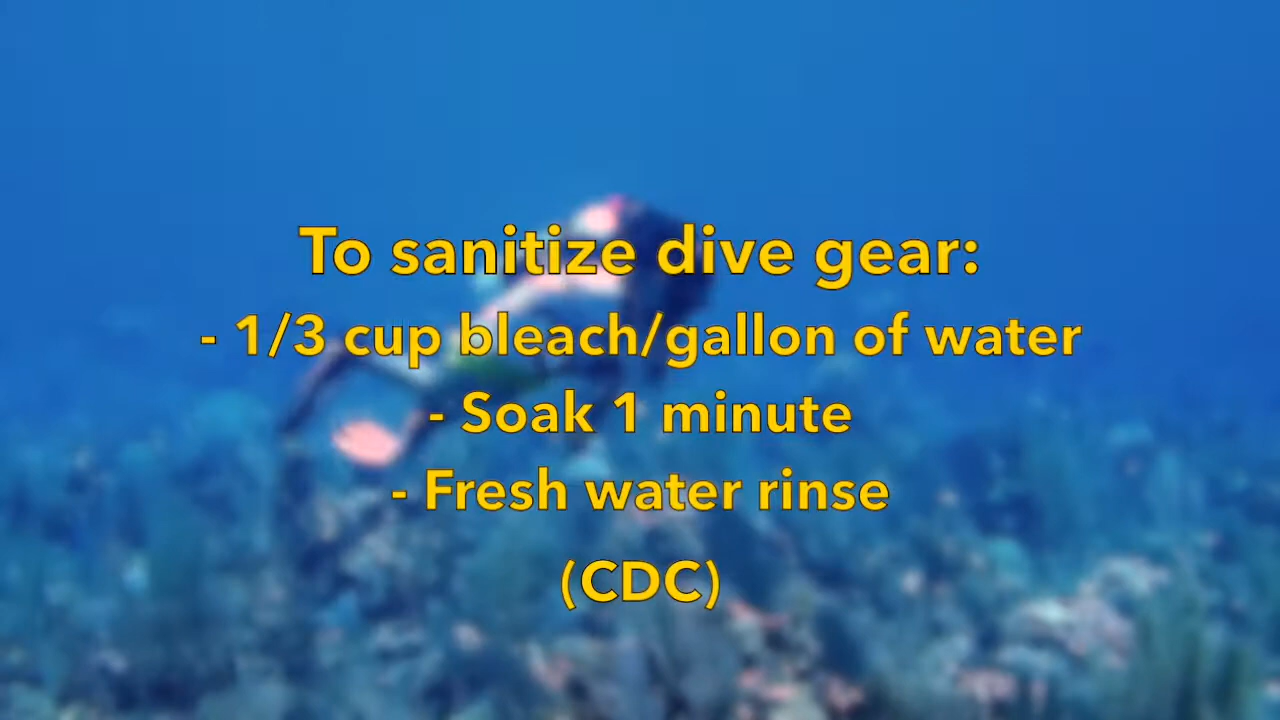 To sanitize dive gear:
- 1/3 cup bleach/gallon of water
- Soak 1 minute
- Fresh water rinse
(CDC)